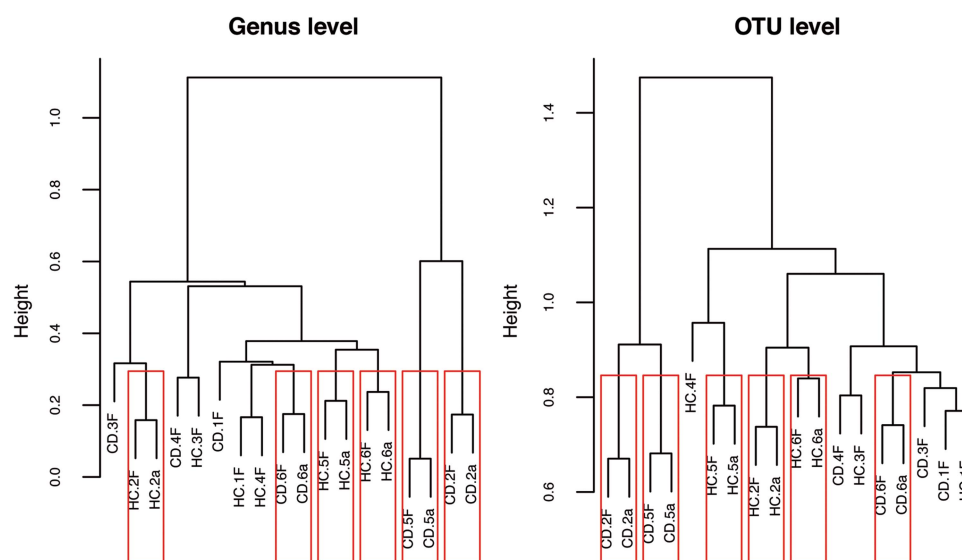 Genus level
OTU level
Height
1.0
0.8
0.6
0.4
0.2
0.0
CD.3F
HC.2F
HC.2a
CD.4F
HC.3F
CD.1F
HC.1F
HC.4F
CD.6F
CD.6a
HC.5F
HC.5a
HC.6F
HC.6a
CD.5F
CD.5a
CD.2F
CD.2a
Height
1.4
1.2
1.0
0.8
0.6
CD.2F
CD.2a
CD.5F
CD.5a
HC.4F
HC.5F
HC.5a
HC.2F
HC.2a
HC.6F
HC.6a
CD.4F
HC.3F
CD.6F
CD.6a
CD.3F
CD.1F